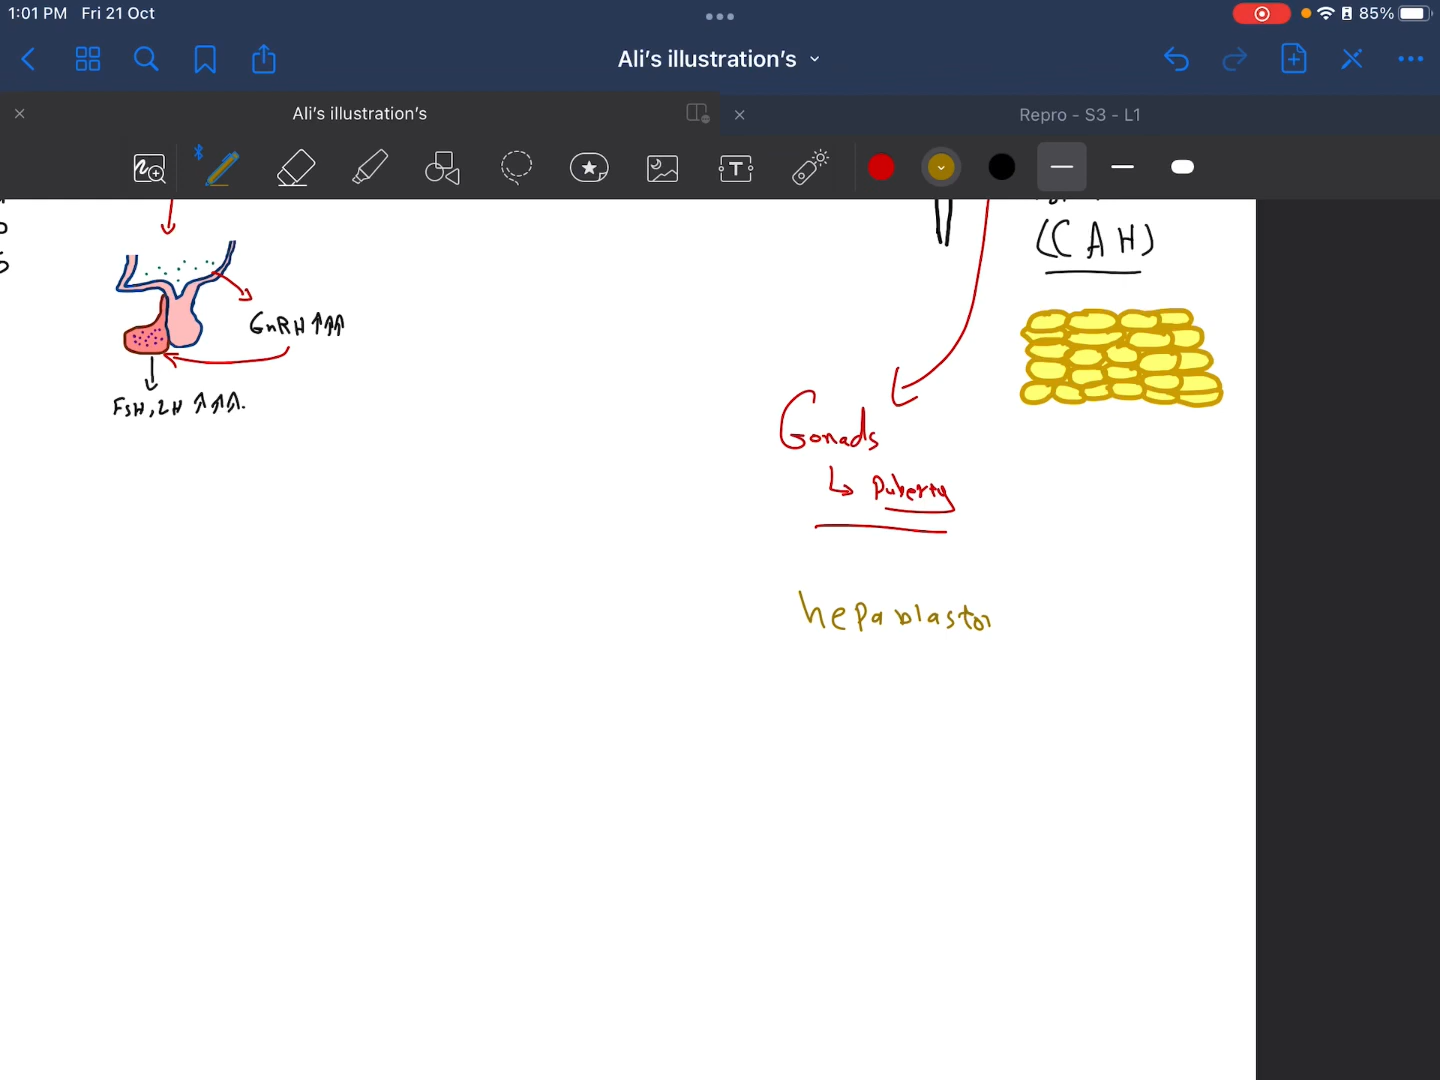 1:01 PM Fri 21 Oct
85%
Ali's illustration's
Ali's illustration's
Repro - S3 - L1
(CAH)
GnRH ↑↑↑
FSH, LH ↑↑↑.
Gonads
↳ Puberty
hepablastor